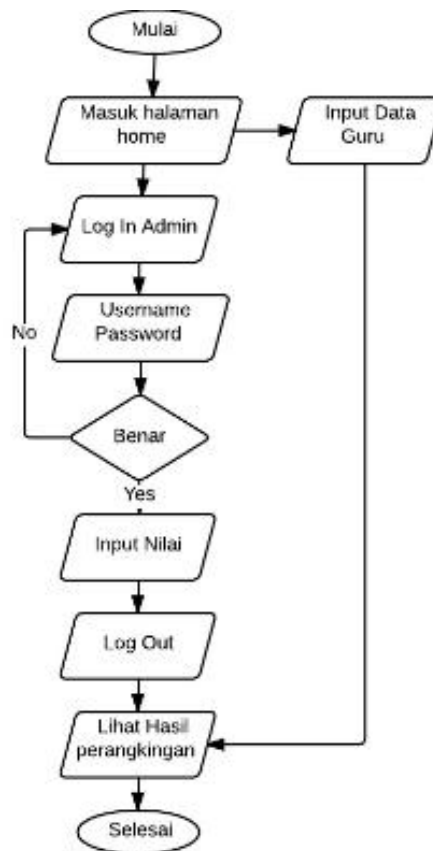 Mulai
Masuk halaman
home
Input Data
Guru
Log In Admin
Username
Password
No
Benar
Yes
Input Nilai
Log Out
Lihat Hasil
perangkingan
Selesai